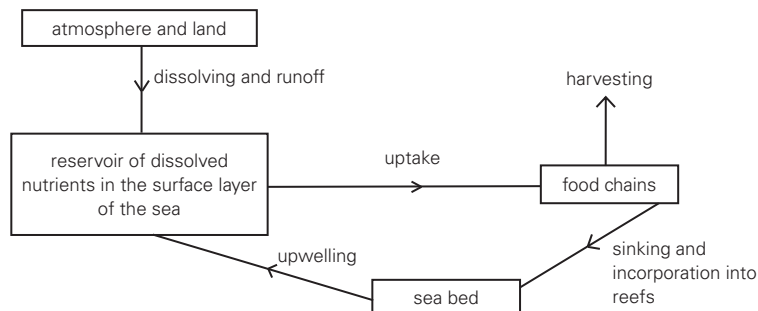 atmosphere and land
dissolving and runoff
harvesting
reservoir of dissolved
nutrients in the surface layer
of the sea
uptake
food chains
upwelling
sinking and
incorporation into
reefs
sea bed